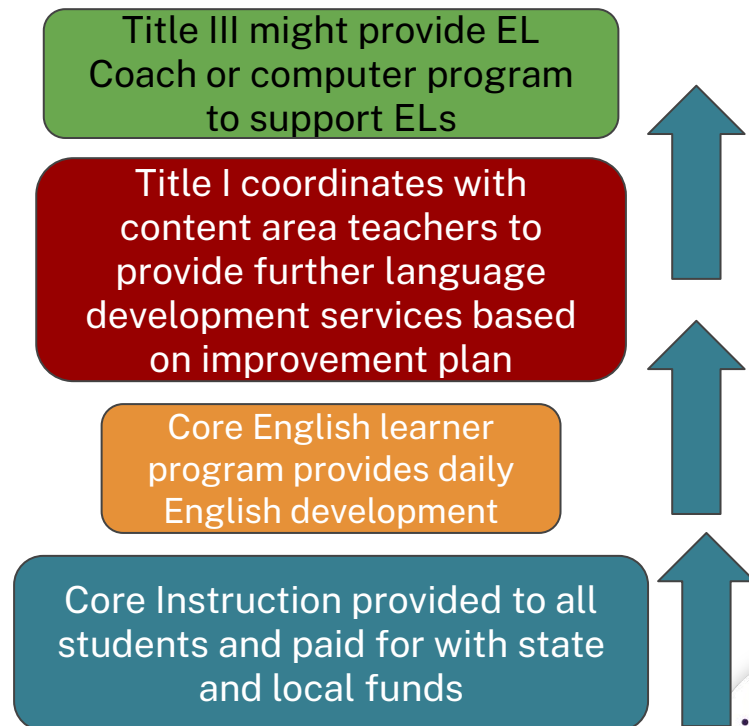 Title III might provide EL
Coach or computer program
to support ELs
Title I coordinates with
content area teachers to
provide further language
development services based
on improvement plan
Core English learner
program provides daily
English development
Core Instruction provided to all
students and paid for with state
and local funds